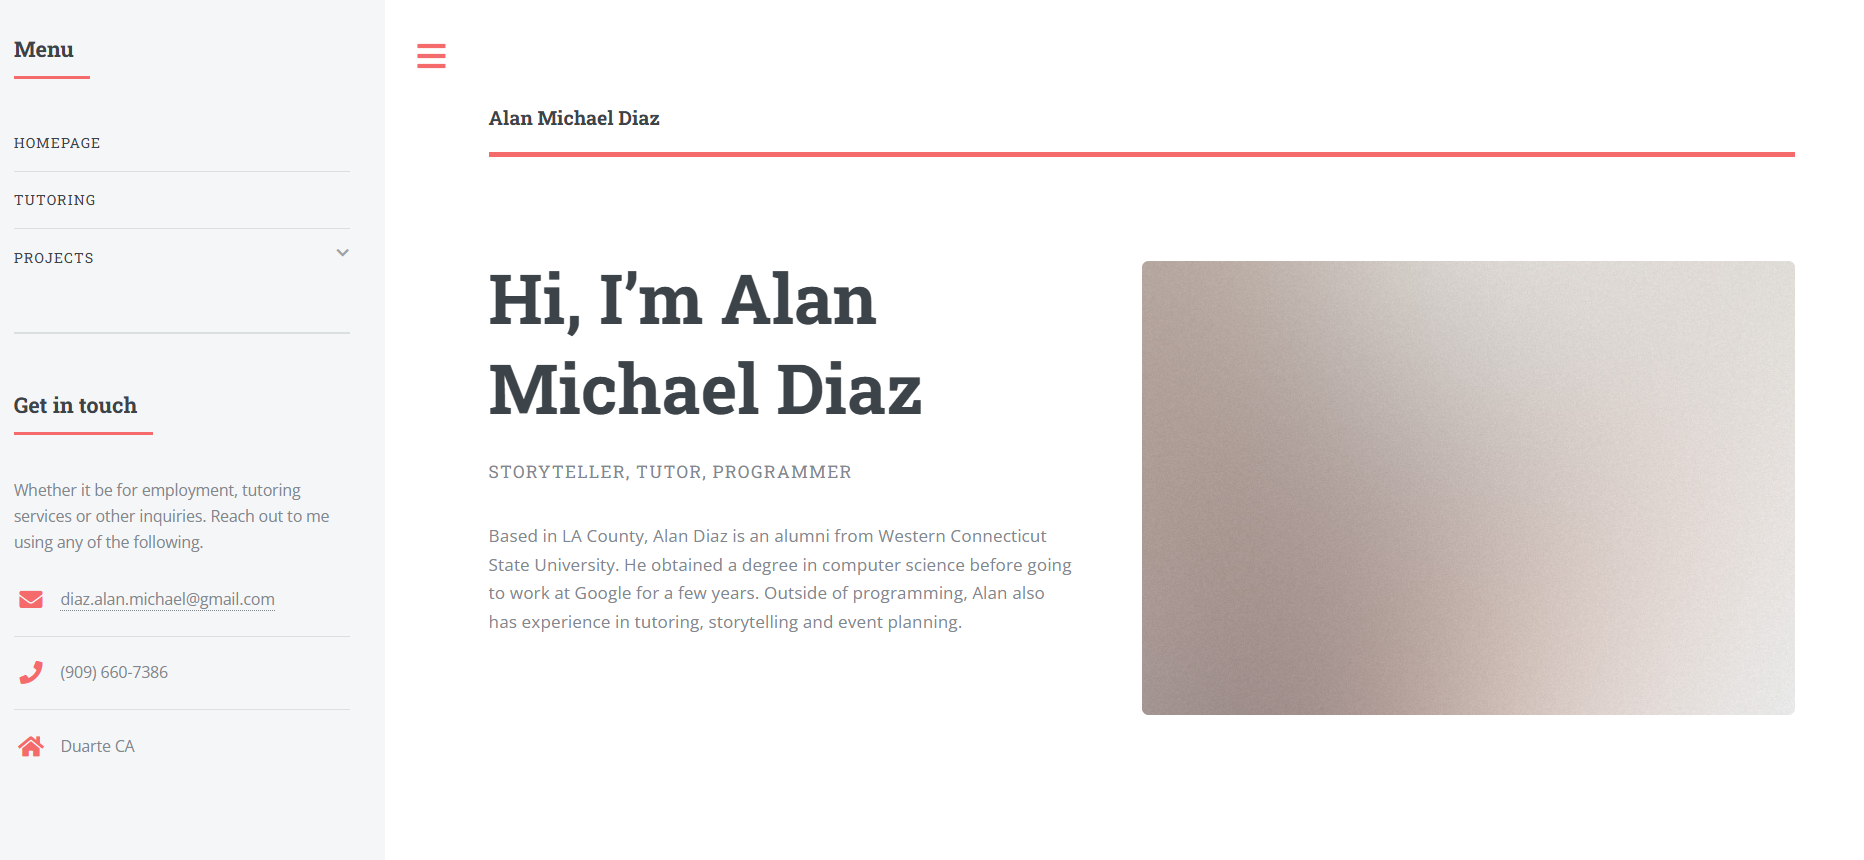 Menu
HOMEPAGE
TUTORING
PROJECTS
Get in touch
Whether it be for employment, tutoring
services or other inquiries. Reach out to me
using any of the following.
diaz.alan.michael@gmail.com
(909) 660-7386
Duarte CA
Alan Michael Diaz
Hi, I’m Alan
Michael Diaz
STORYTELLER, TUTOR, PROGRAMMER
Based in LA County, Alan Diaz is an alumni from Western Connecticut
State University. He obtained a degree in computer science before going
to work at Google for a few years. Outside of programming, Alan also
has experience in tutoring, storytelling and event planning.